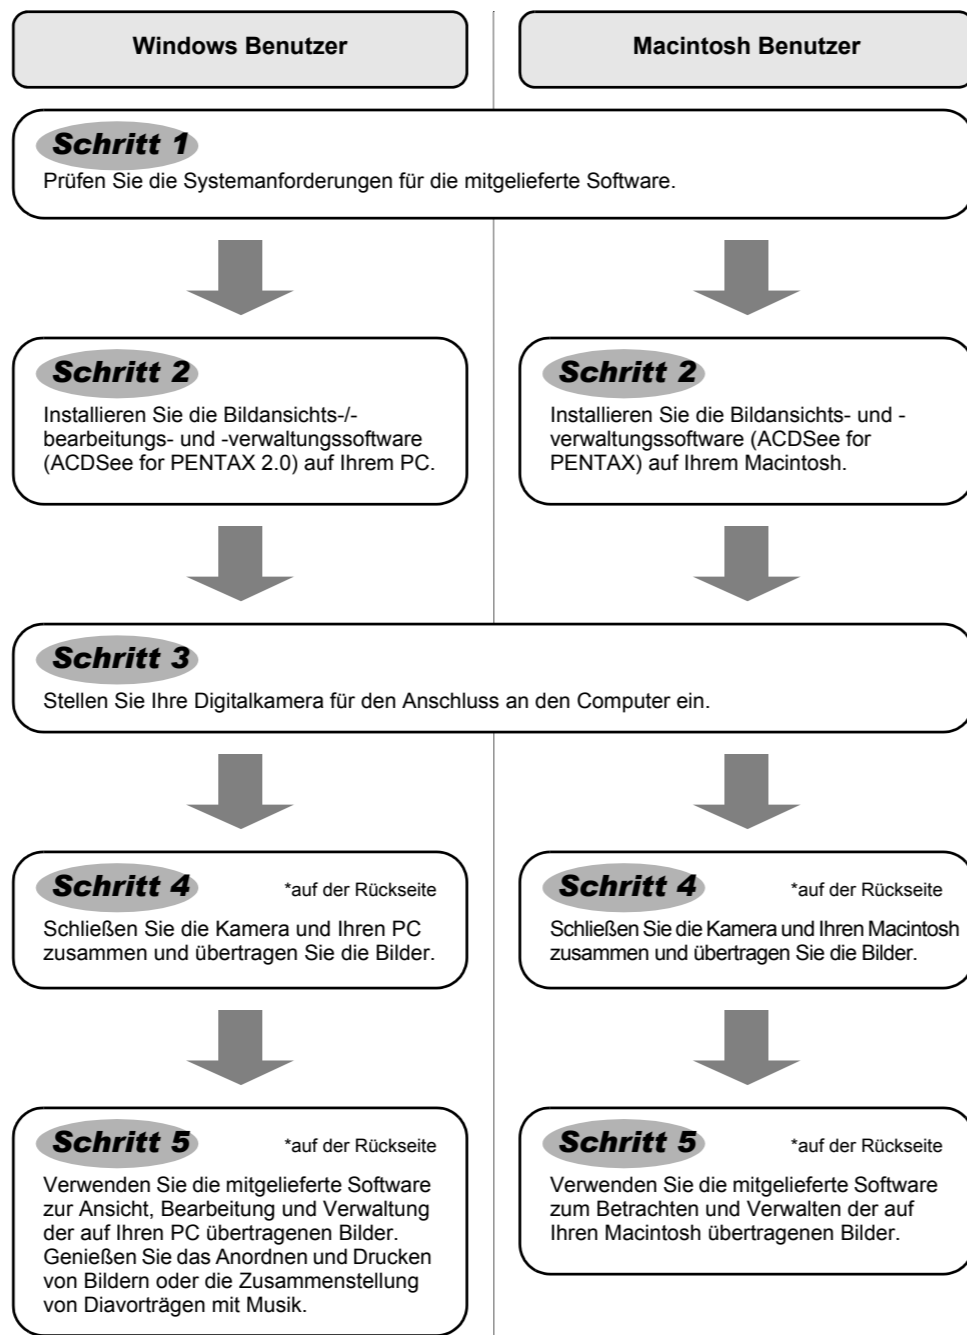 Windows Benutzer
Macintosh Benutzer
Schritt 1
Prüfen Sie die Systemanforderungen für die mitgelieferte Software.
Schritt 2
Installieren Sie die Bildansichts-/-
bearbeitungs- und -verwaltungssoftware
(ACDSee for PENTAX 2.0) auf Ihrem PC.
Schritt 2
Installieren Sie die Bildansichts- und -
verwaltungssoftware (ACDSee for
PENTAX) auf Ihrem Macintosh.
Schritt 3
Stellen Sie Ihre Digitalkamera für den Anschluss an den Computer ein.
Schritt 4 *auf der Rückseite
Schließen Sie die Kamera und Ihren PC
zusammen und übertragen Sie die Bilder.
Schritt 4 *auf der Rückseite
Schließen Sie die Kamera und Ihren Macintosh
zusammen und übertragen Sie die Bilder.
Schritt 5 *auf der Rückseite
Verwenden Sie die mitgelieferte Software
zur Ansicht, Bearbeitung und Verwaltung
der auf Ihren PC übertragenen Bilder.
Genießen Sie das Anordnen und Drucken
von Bildern oder die Zusammenstellung
von Diavorträgen mit Musik.
Schritt 5 *auf der Rückseite
Verwenden Sie die mitgelieferte Software
zum Betrachten und Verwalten der auf
Ihren Macintosh übertragenen Bilder.